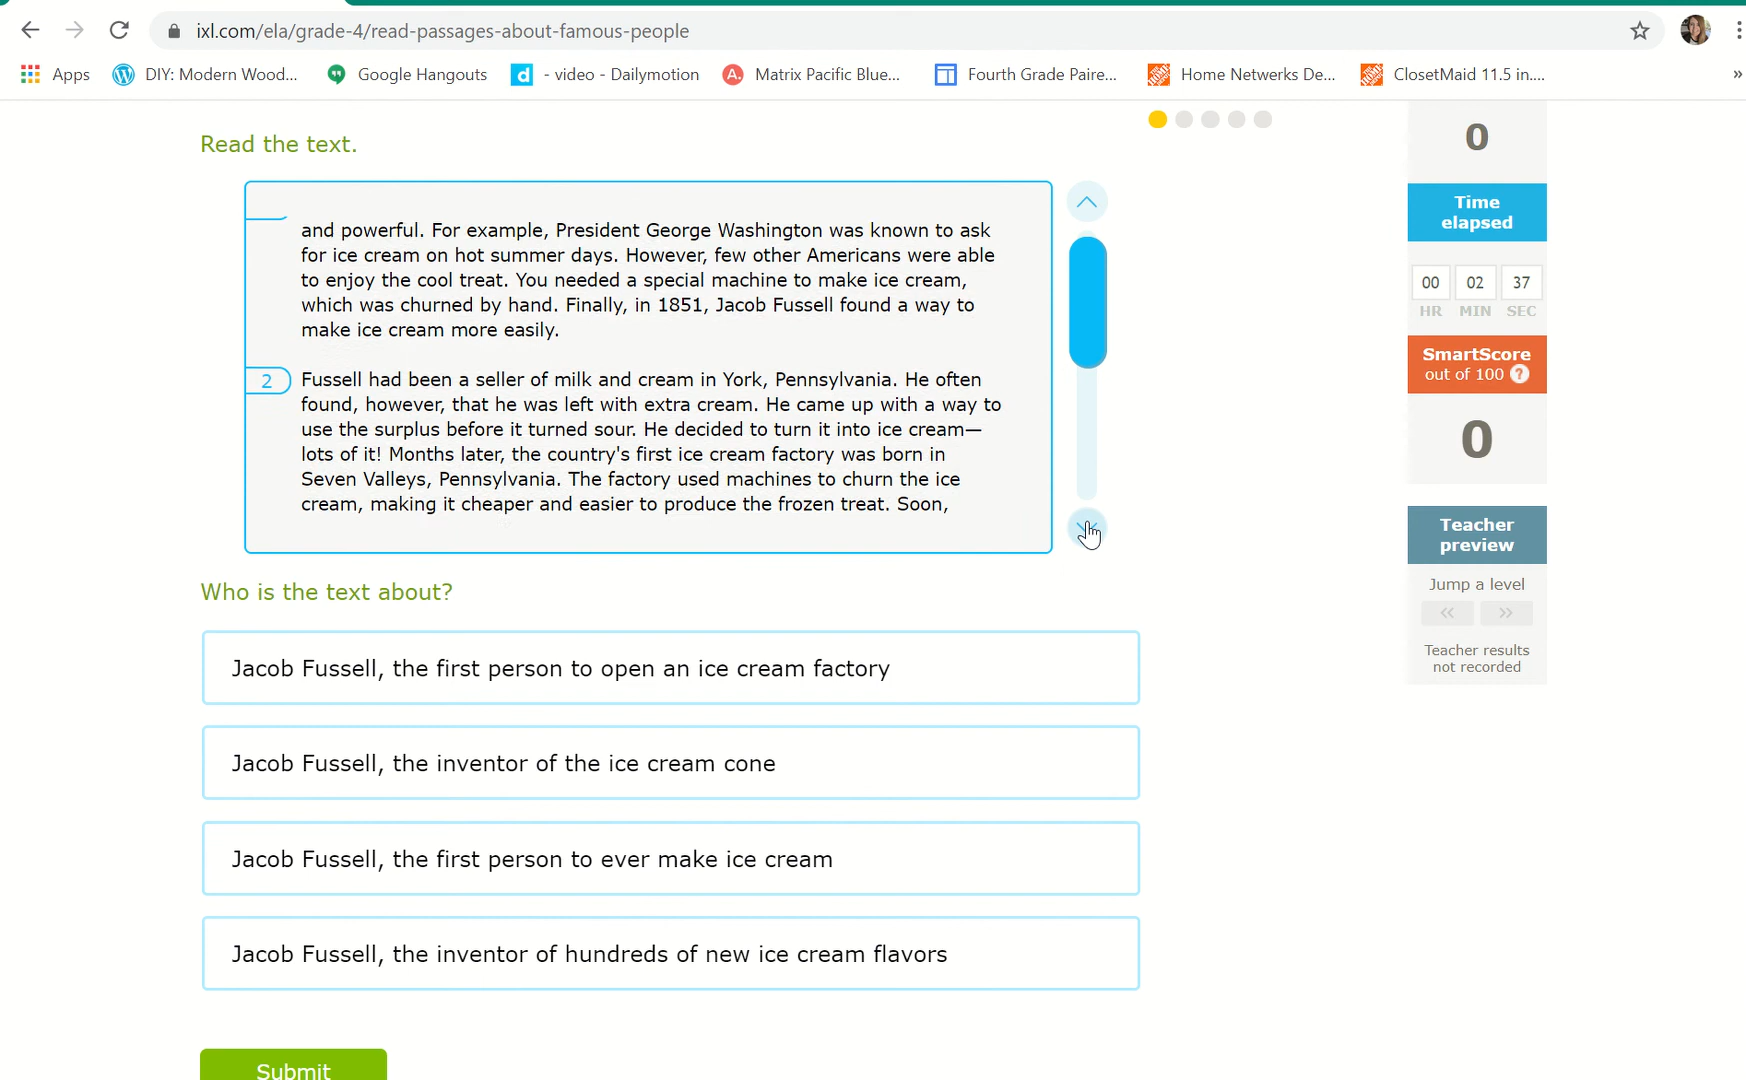 ixl.com/ela/grade-4/read-passages-about-famous-people
Apps DIY: Modern Wood... Google Hangouts d - video - Dailymotion A. Matrix Pacific Blue... Fourth Grade Paire... Home Netwerks De... ClosetMaid 11.5 in.... »
Read the text.
and powerful. For example, President George Washington was known to ask
for ice cream on hot summer days. However, few other Americans were able
to enjoy the cool treat. You needed a special machine to make ice cream,
which was churned by hand. Finally, in 1851, Jacob Fussell found a way to
make ice cream more easily.
2 Fussell had been a seller of milk and cream in York, Pennsylvania. He often
found, however, that he was left with extra cream. He came up with a way to
use the surplus before it turned sour. He decided to turn it into ice cream—
lots of it! Months later, the country's first ice cream factory was born in
Seven Valleys, Pennsylvania. The factory used machines to churn the ice
cream, making it cheaper and easier to produce the frozen treat. Soon,
Who is the text about?
Jacob Fussell, the first person to open an ice cream factory
Jacob Fussell, the inventor of the ice cream cone
Jacob Fussell, the first person to ever make ice cream
Jacob Fussell, the inventor of hundreds of new ice cream flavors
Submit
0
Time
elapsed
00 02 37
HR MIN SEC
SmartScore
out of 100 ?
0
Teacher
preview
Jump a level
« »
Teacher results
not recorded